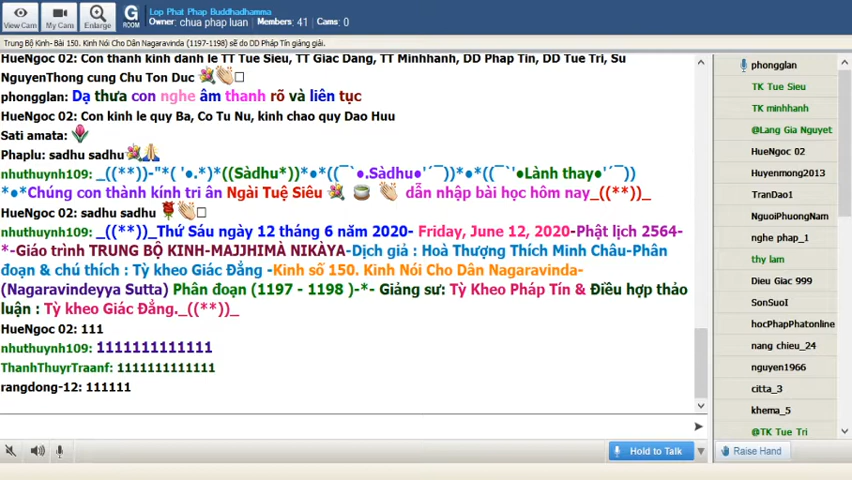 Lop Phat Phap Buddhadhamma
Owner: chua phap luan Members: 41 Cams: 0
View Cam My Cans Enlarge G ROOM
Trung Bộ Kinh- Bài 150. Kinh Nói Cho Dân Nagaravinda (1197-1198) sẽ do DD Pháp Tín giảng giải.
HueNgoc 02: Con thanh kinh danh le TT Tue Sieu, TT Giac Dang, TT Minhhanh, DD Phap Tin, DD Tue Tri, Su
NguyenThong cung Chu Ton Duc
phongglan: Dạ thưa con nghe âm thanh rõ và liên tục
HueNgoc 02: Con kinh le quy Ba, Co Tu Nu, kinh chao quy Dao Huu
Sati amata:
Phaplu: sadhu sadhu
nhuthuynh109: _((**))-"*( '•.*)*((Sàdhu*))*•*((¯`•.Sàdhu•'´¯))*•*((¯`'•Lành thay•'´¯))
*•*Chúng con thành kính tri ân Ngài Tuệ Siêu dẫn nhập bài học hôm nay_((**))_
HueNgoc 02: sadhu sadhu
nhuthuynh109: _((**))_Thứ Sáu ngày 12 tháng 6 năm 2020- Friday, June 12, 2020-Phật lịch 2564-
*-Giáo trình TRUNG BỘ KINH-MAJJHIMÀ NIKÀYA-Dịch giả : Hoà Thượng Thích Minh Châu-Phân
đoạn & chú thích : Tỳ kheo Giác Đẳng -Kinh số 150. Kinh Nói Cho Dân Nagaravinda-
(Nagaravindeyya Sutta) Phân đoạn (1197 - 1198 )-*- Giảng sư: Tỳ Kheo Pháp Tín & Điều hợp thảo
luận : Tỳ kheo Giác Đẳng._((**))_
HueNgoc 02: 111
nhuthuynh109: 1111111111111
ThanhThuyrTraanf: 1111111111111
rangdong-12: 111111
phongglan
TK Tue Sieu
TK minhhanh
@Lang Gia Nguyet
HueNgoc 02
Huyenmong2013
TranDao1
NguoiPhuongNam
nghe phap_1
thy lam
Dieu Giac 999
SonSuoI
hocPhapPhatonline
nang chieu_24
nguyen1966
citta_3
khema_5
@TK Tue Tri
Hold to Talk
Raise Hand